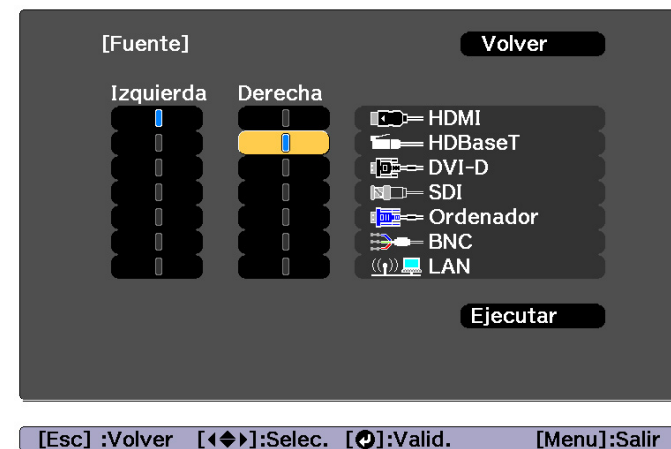 [Fuente] Volver
Izquierda Derecha
HDMI
HDBaseT
DVI-D
SDI
Ordenador
BNC
LAN
Ejecutar
[Esc] :Volver [◀◆▶]:Selec. [↵]:Valid. [Menu]:Salir